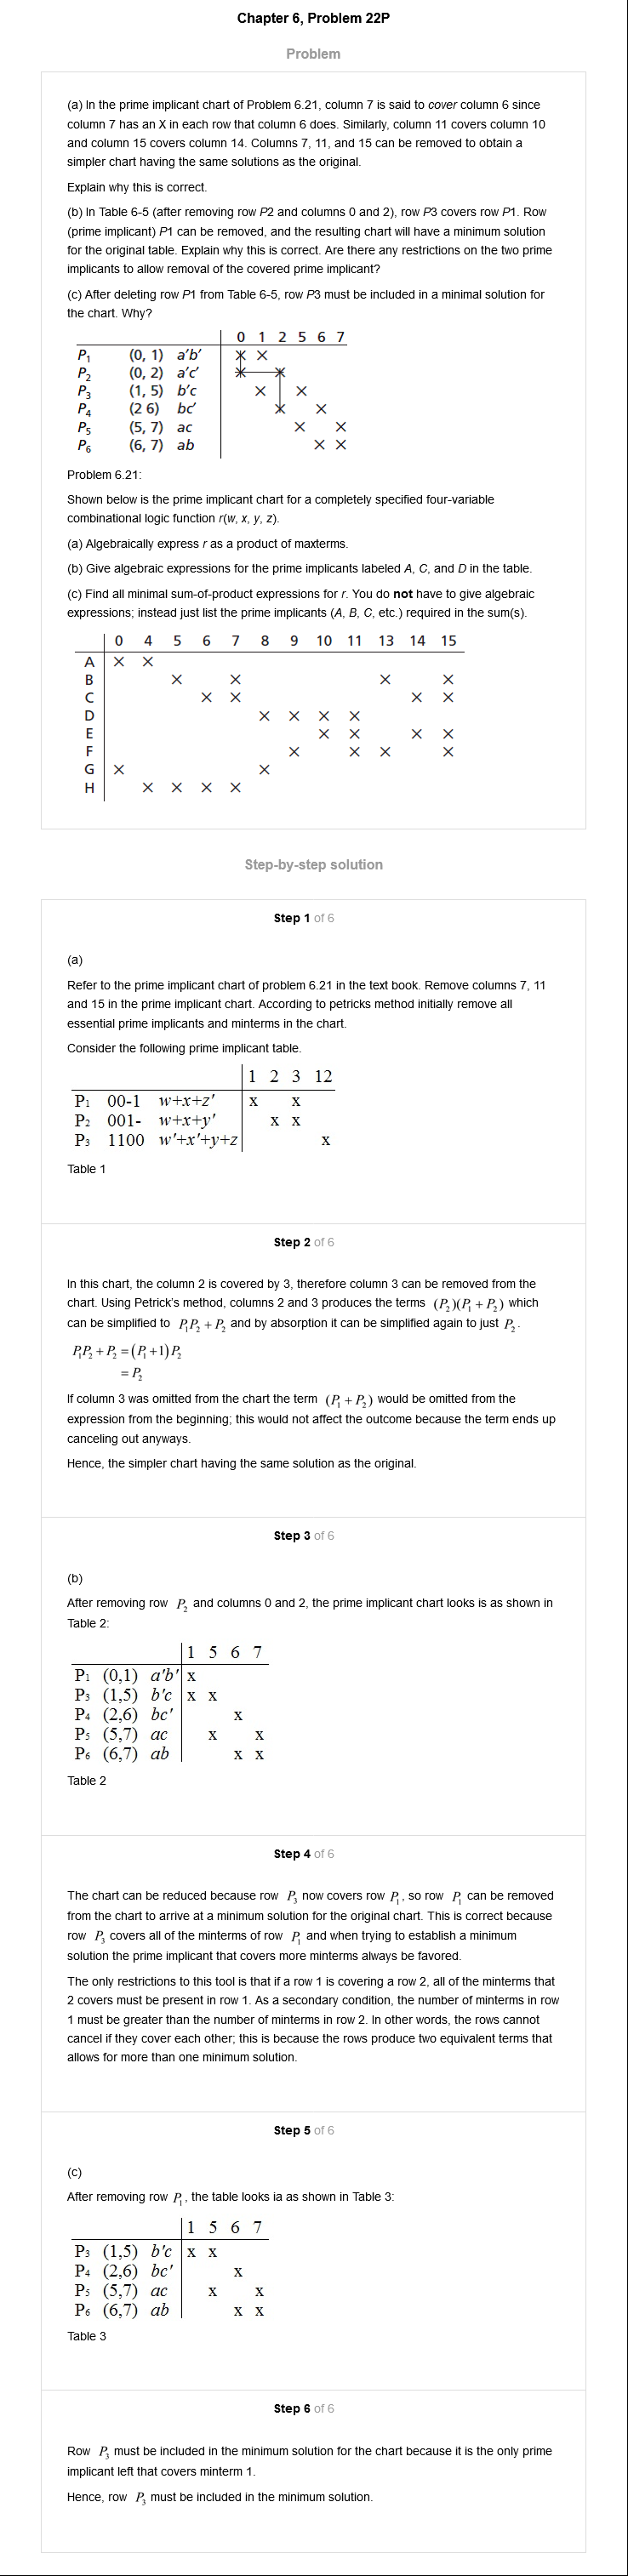 Chapter 6, Problem 22P
Problem
(a) In the prime implicant chart of Problem 6.21, column 7 is said to cover column 6 since
column 7 has an X in each row that column 6 does. Similarly, column 11 covers column 10
and column 15 covers column 14. Columns 7, 11, and 15 can be removed to obtain a
simpler chart having the same solutions as the original.
Explain why this is correct.
(b) In Table 6-5 (after removing row P2 and columns 0 and 2), row P3 covers row P1. Row
(prime implicant) P1 can be removed, and the resulting chart will have a minimum solution
for the original table. Explain why this is correct. Are there any restrictions on the two prime
implicants to allow removal of the covered prime implicant?
(c) After deleting row P1 from Table 6-5, row P3 must be included in a minimal solution for
the chart. Why?
0 1 2 5 6 7
P₁ (0, 1) a′b′ X X
P₂ (0, 2) a′c′ X X
P₃ (1, 5) b′c X X
P₄ (2 6) bc′ X X
P₅ (5, 7) ac X X
P₆ (6, 7) ab X X
Problem 6.21:
Shown below is the prime implicant chart for a completely specified four-variable
combinational logic function r(w, x, y, z).
(a) Algebraically express r as a product of maxterms.
(b) Give algebraic expressions for the prime implicants labeled A, C, and D in the table.
(c) Find all minimal sum-of-product expressions for r. You do not have to give algebraic
expressions; instead just list the prime implicants (A, B, C, etc.) required in the sum(s).
0 4 5 6 7 8 9 10 11 13 14 15
A X X
B X X X X
C X X X X
D X X X X
E X X X X
F X X X X
G X X
H X X X X
Step-by-step solution
Step 1 of 6
(a)
Refer to the prime implicant chart of problem 6.21 in the text book. Remove columns 7, 11
and 15 in the prime implicant chart. According to petricks method initially remove all
essential prime implicants and minterms in the chart.
Consider the following prime implicant table.
1 2 3 12
P₁ 00-1 w+x+z′ x x
P₂ 001- w+x+y′ x x
P₃ 1100 w′+x′+y+z x
Table 1
Step 2 of 6
In this chart, the column 2 is covered by 3, therefore column 3 can be removed from the
chart. Using Petrick's method, columns 2 and 3 produces the terms (P₂)(P₁ + P₂) which
can be simplified to P₁P₂ + P₂ and by absorption it can be simplified again to just P₂.
P₁P₂ + P₂ = (P₁ + 1)P₂
= P₂
If column 3 was omitted from the chart the term (P₁ + P₂) would be omitted from the
expression from the beginning; this would not affect the outcome because the term ends up
canceling out anyways.
Hence, the simpler chart having the same solution as the original.
Step 3 of 6
(b)
After removing row P₂ and columns 0 and 2, the prime implicant chart looks is as shown in
Table 2:
1 5 6 7
P₁ (0,1) a′b′ x
P₃ (1,5) b′c x x
P₄ (2,6) bc′ x
P₅ (5,7) ac x x
P₆ (6,7) ab x x
Table 2
Step 4 of 6
The chart can be reduced because row P₃ now covers row P₁, so row P₁ can be removed
from the chart to arrive at a minimum solution for the original chart. This is correct because
row P₃ covers all of the minterms of row P₁ and when trying to establish a minimum
solution the prime implicant that covers more minterms always be favored.
The only restrictions to this tool is that if a row 1 is covering a row 2, all of the minterms that
2 covers must be present in row 1. As a secondary condition, the number of minterms in row
1 must be greater than the number of minterms in row 2. In other words, the rows cannot
cancel if they cover each other; this is because the rows produce two equivalent terms that
allows for more than one minimum solution.
Step 5 of 6
(c)
After removing row P₁, the table looks ia as shown in Table 3:
1 5 6 7
P₃ (1,5) b′c x x
P₄ (2,6) bc′ x
P₅ (5,7) ac x x
P₆ (6,7) ab x x
Table 3
Step 6 of 6
Row P₃ must be included in the minimum solution for the chart because it is the only prime
implicant left that covers minterm 1.
Hence, row P₃ must be included in the minimum solution.